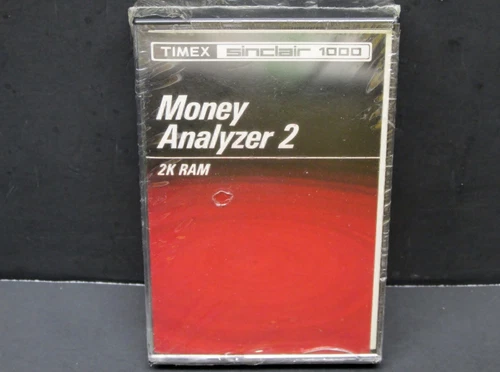 TIMEX sinclair 1000
Money
Analyzer 2
2K RAM